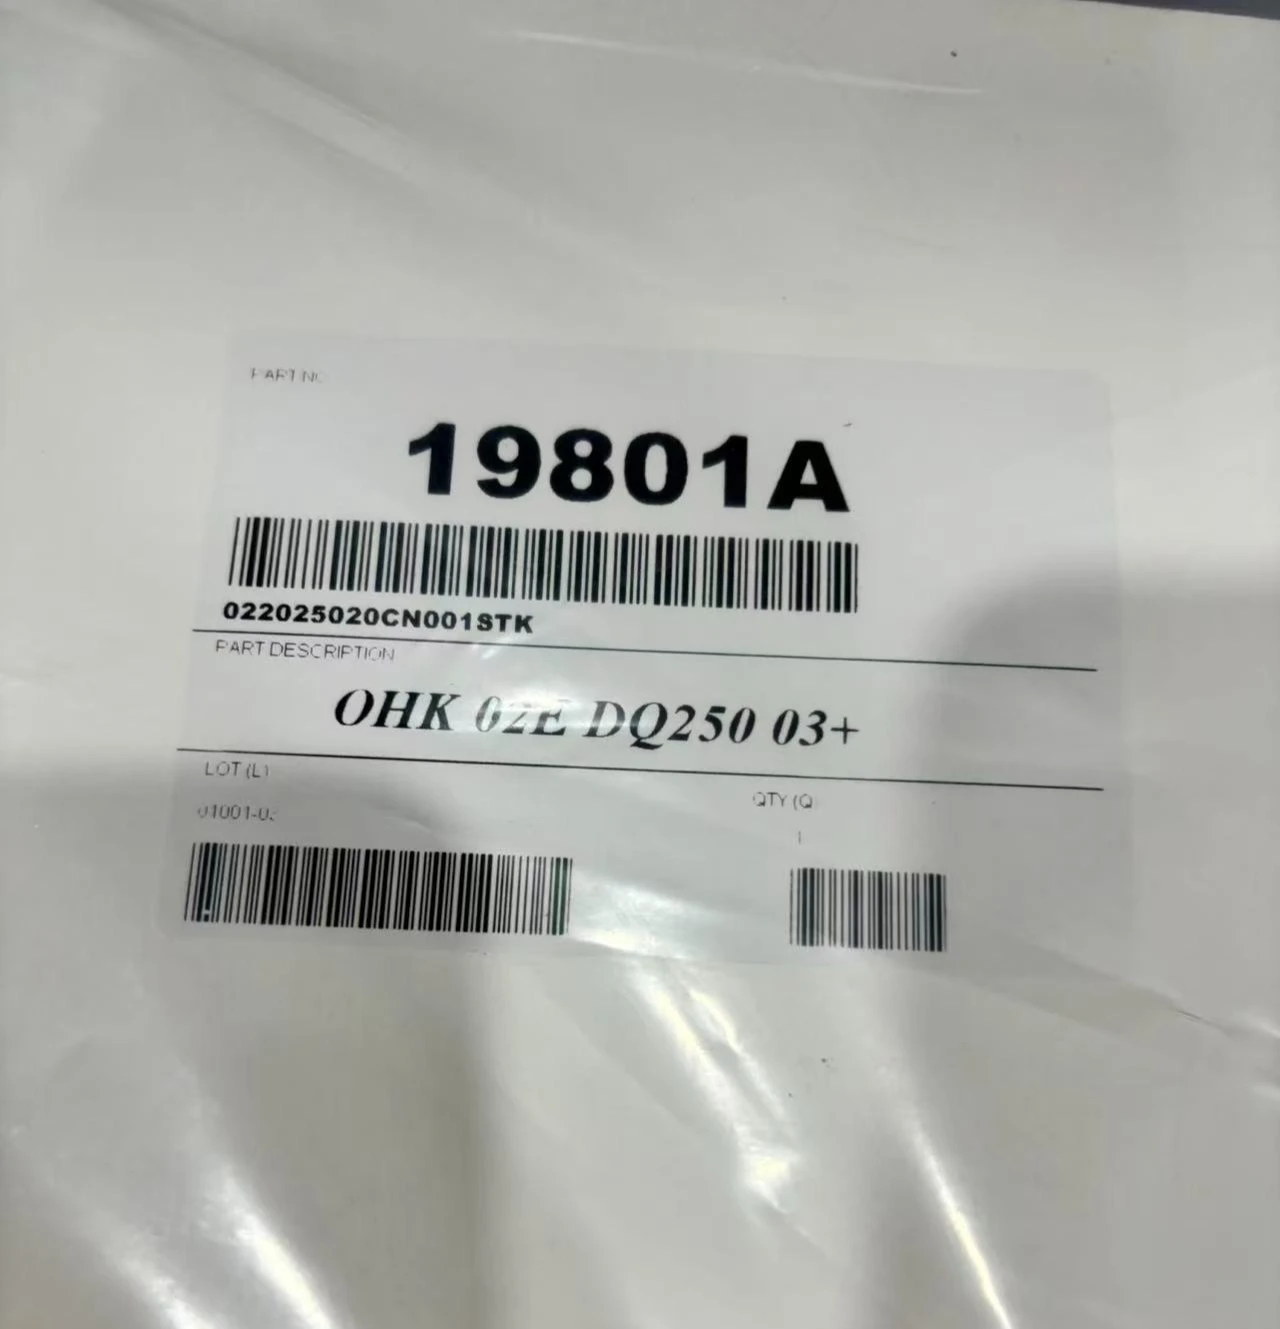 PART NO
19801A
022025020CN001STK
PART DESCRIPTION
OHK 02E DQ250 03+
LOT (L)
QTY (Q
1